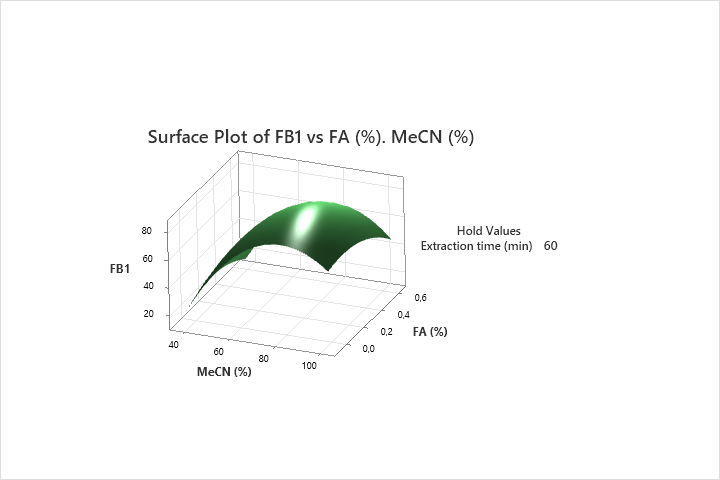 Surface Plot of FB1 vs FA (%). MeCN (%)
Hold Values
Extraction time (min) 60
80
60
40
20
FB1
0,6
0,4
0,2
0,0
FA (%)
40
60
80
100
MeCN (%)